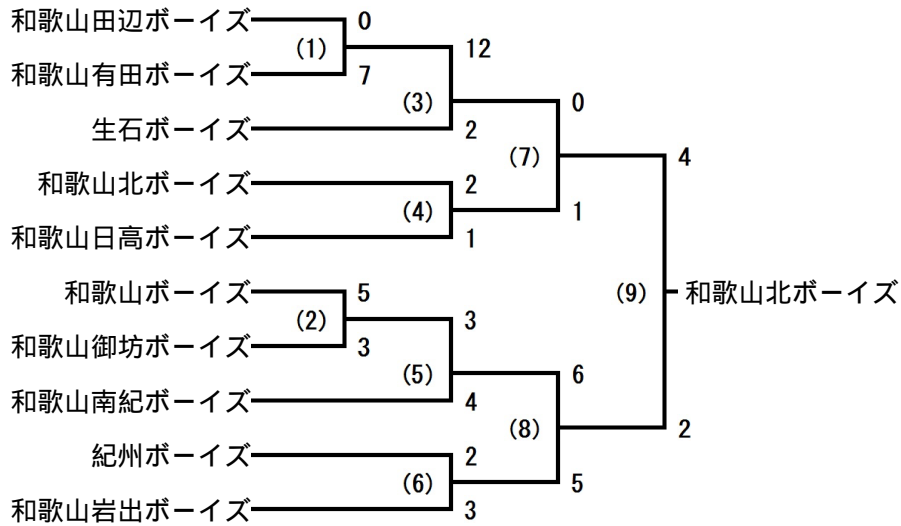 和歌山田辺ボーイズ 0
(1) 12
和歌山有田ボーイズ 7
(3) 0
生石ボーイズ 2
(7) 4
和歌山北ボーイズ 2
(4) 1
和歌山日高ボーイズ 1
和歌山ボーイズ 5
(9) 和歌山北ボーイズ
(2) 3
和歌山御坊ボーイズ 3
(5) 6
和歌山南紀ボーイズ 4
(8) 2
紀州ボーイズ 2
(6) 5
和歌山岩出ボーイズ 3